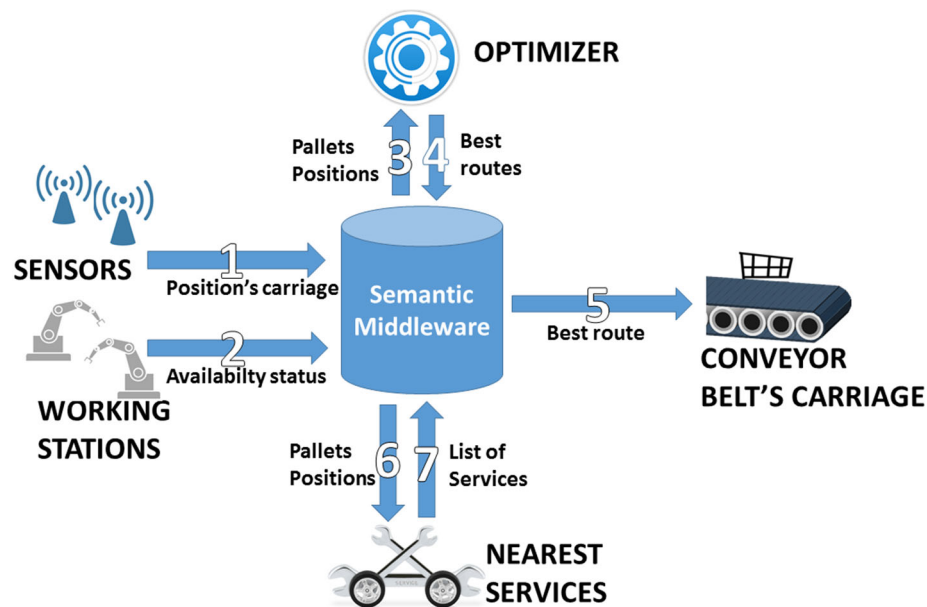 OPTIMIZER
Pallets
Positions
3
4
Best
routes
SENSORS
1
Position's carriage
Semantic
Middleware
5
Best route
2
Availabilty status
CONVEYOR
BELT'S CARRIAGE
WORKING
STATIONS
Pallets
Positions
6
7
List of
Services
NEAREST
SERVICES